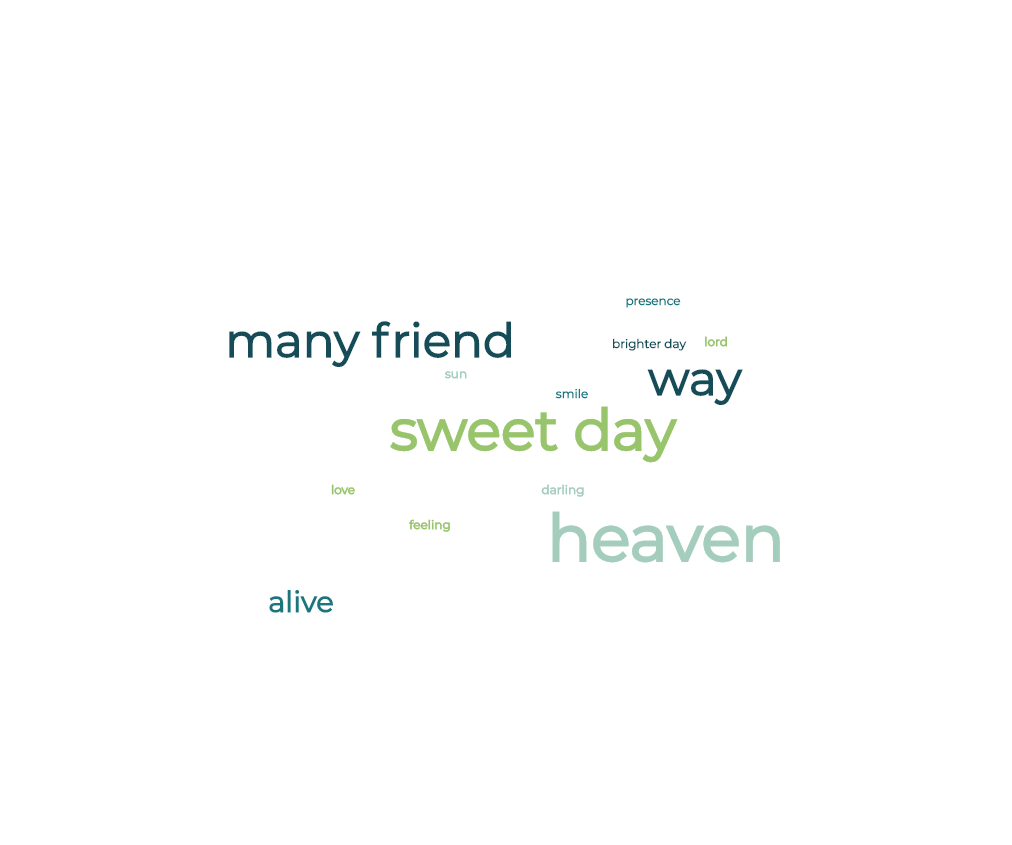 presence
many friend
brighter day
lord
sun
way
smile
sweet day
love
darling
feeling
heaven
alive